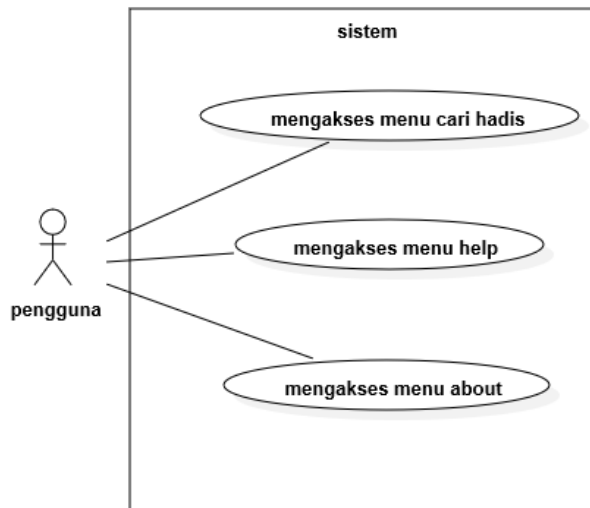 sistem
mengakses menu cari hadis
mengakses menu help
pengguna
mengakses menu about